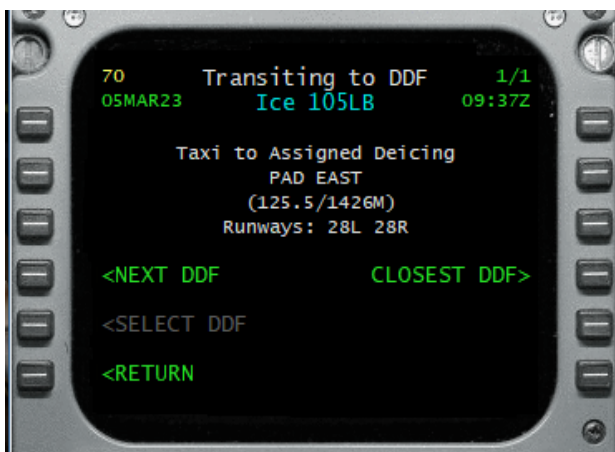 70 Transiting to DDF 1/1
05MAR23 Ice 105LB 09:37Z
Taxi to Assigned Deicing
PAD EAST
(125.5/1426M)
Runways: 28L 28R
<NEXT DDF CLOSEST DDF>
<SELECT DDF
<RETURN